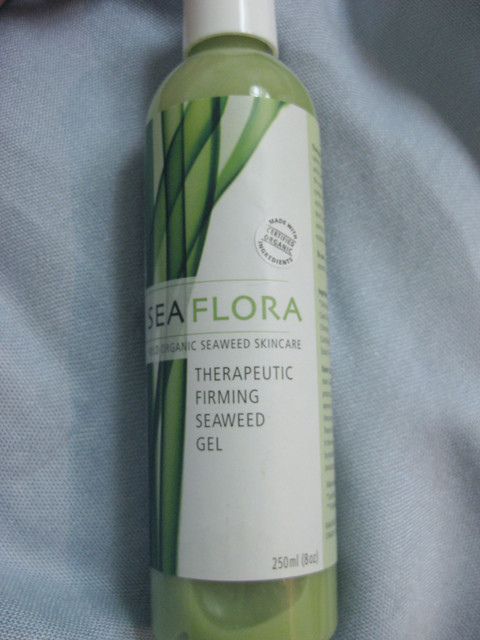 MADE WITH
CERTIFIED
ORGANIC
INGREDIENTS
SEA FLORA
ORGANIC SEAWEED SKINCARE
THERAPEUTIC
FIRMING
SEAWEED
GEL
250ml (8oz)